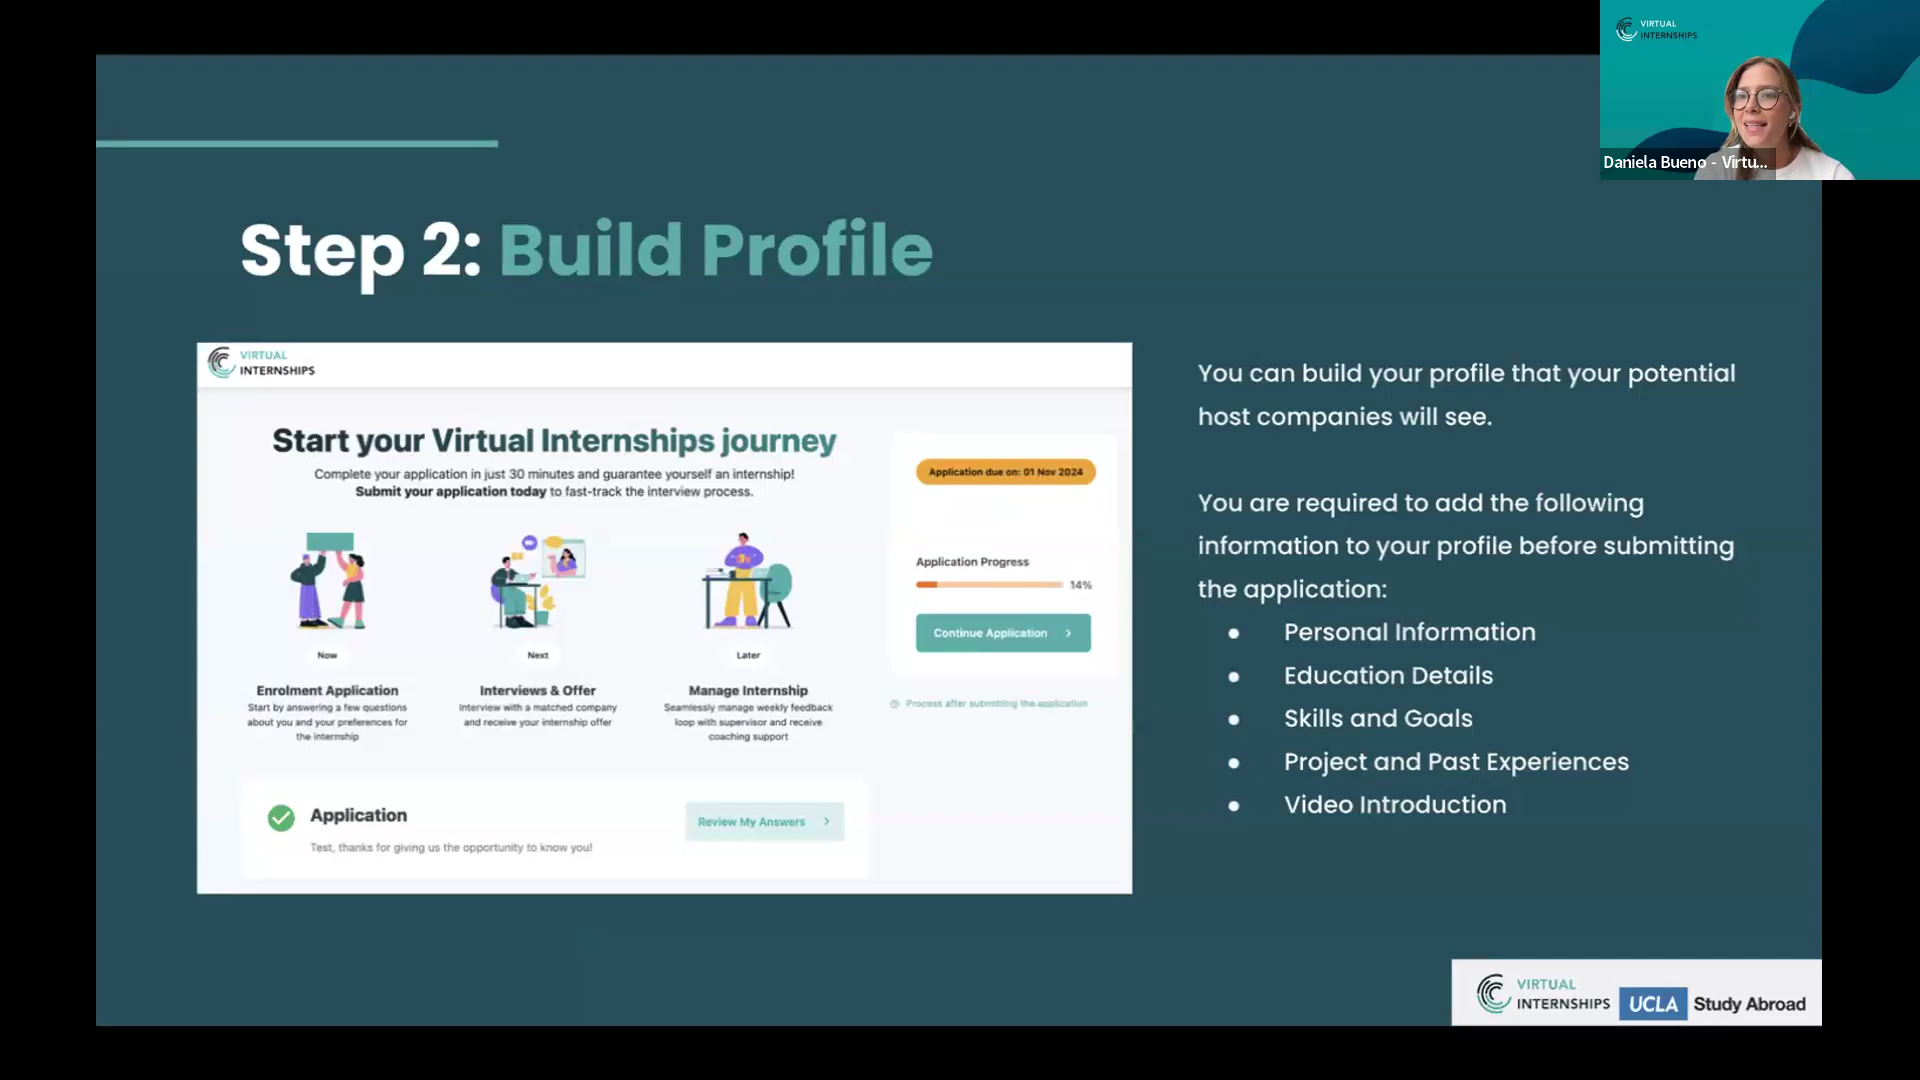 VIRTUAL
INTERNSHIPS
Daniela Bueno - Virtu...
Step 2: Build Profile
VIRTUAL
INTERNSHIPS
Start your Virtual Internships journey
Complete your application in just 30 minutes and guarantee yourself an internship!
Submit your application today to fast-track the interview process.
Now
Enrolment Application
Start by answering a few questions
about you and your preferences for
the internship
Next
Interviews & Offer
Interview with a matched company
and receive your internship offer
Later
Manage Internship
Seamlessly manage weekly feedback
loop with supervisor and receive
coaching support
Application due on: 01 Nov 2024
Application Progress
14%
Continue Application
Process after submitting the application
Application
Test, thanks for giving us the opportunity to know you!
Review My Answers
You can build your profile that your potential
host companies will see.
You are required to add the following
information to your profile before submitting
the application:
● Personal Information
● Education Details
● Skills and Goals
● Project and Past Experiences
● Video Introduction
VIRTUAL
INTERNSHIPS
UCLA Study Abroad